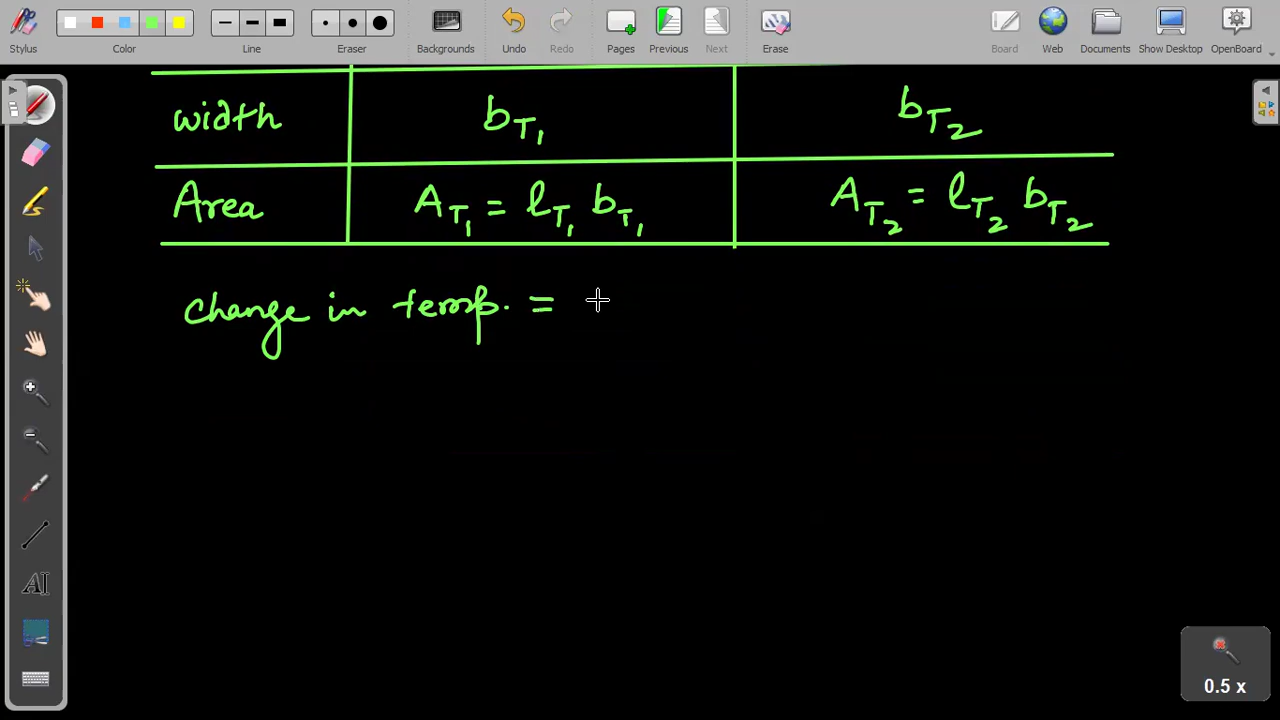 Stylus Color Line Eraser Backgrounds Undo Redo Pages Previous Next Erase Board Web Documents Show Desktop OpenBoard
width b_T₁ b_T₂
Area A_T₁ = l_T₁ b_T₁ A_T₂ = l_T₂ b_T₂
change in temp. =
0.5 x